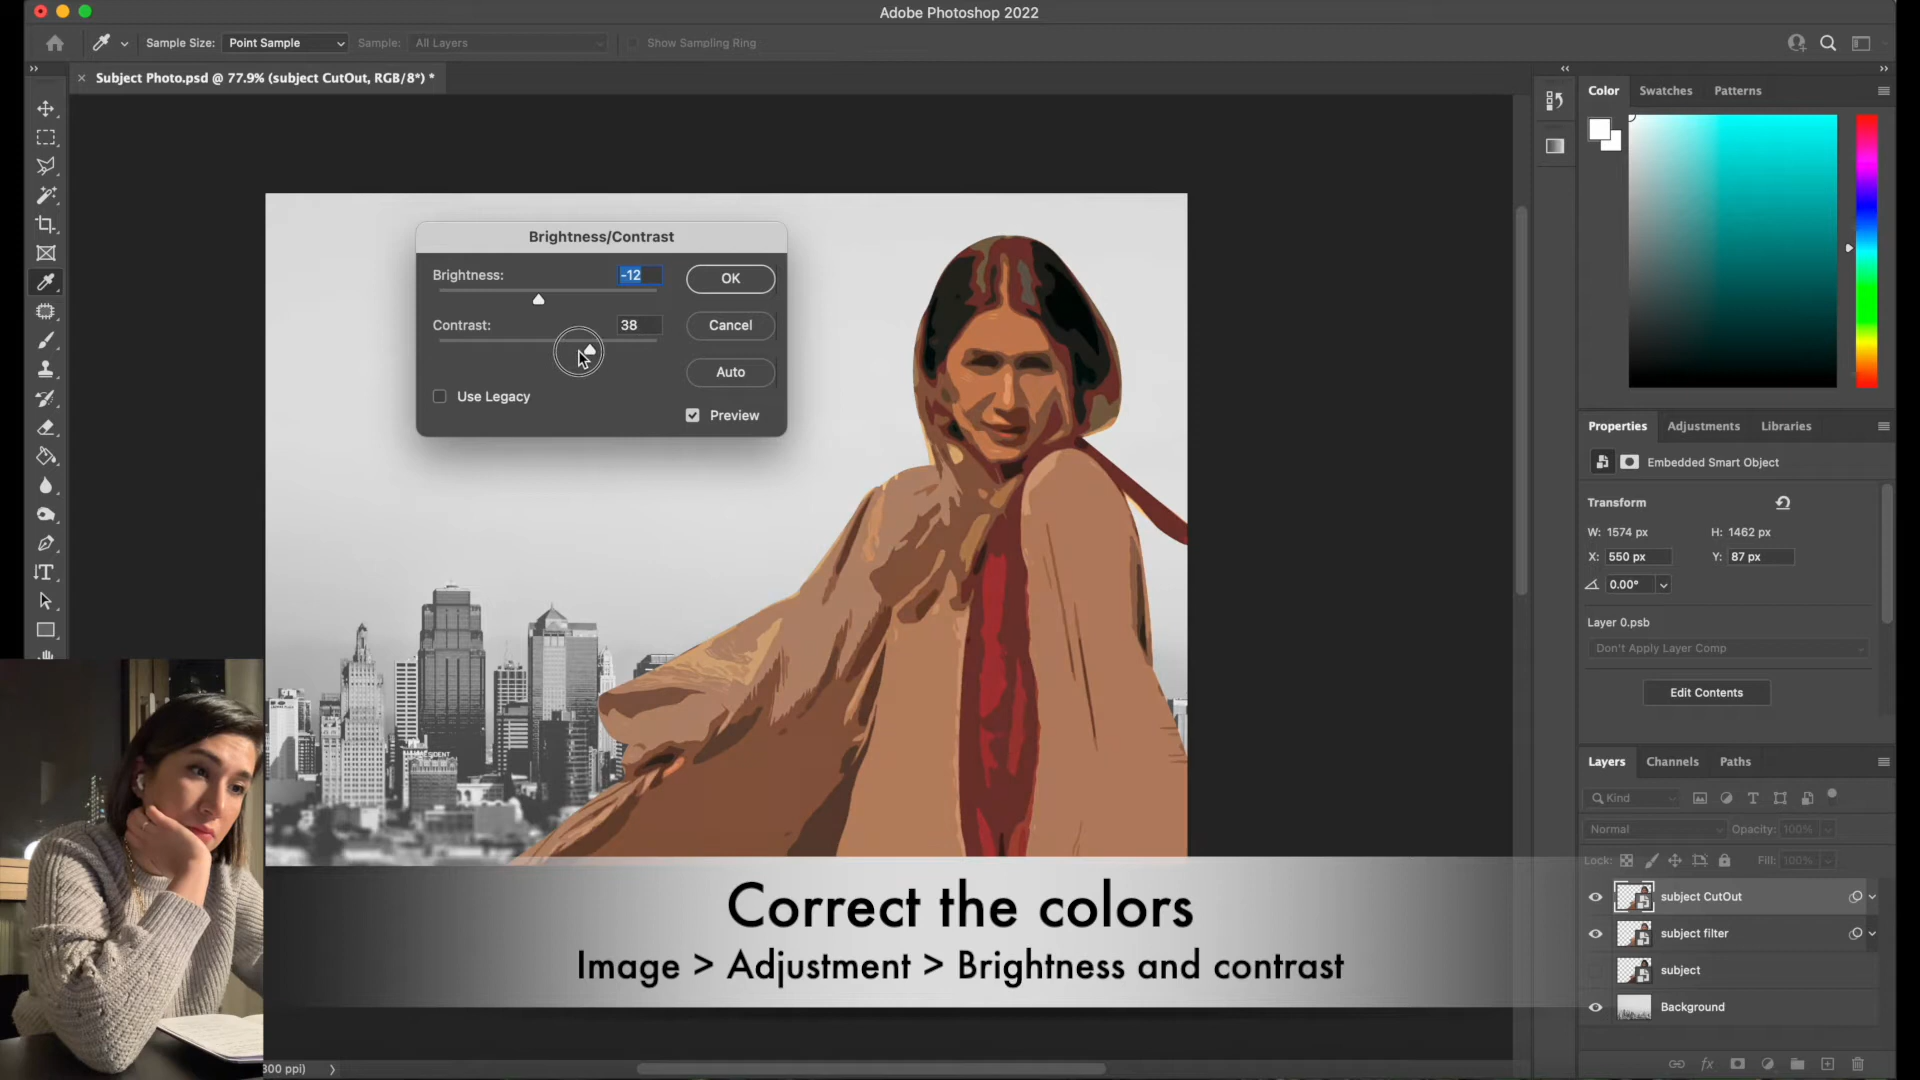 Adobe Photoshop 2022
Sample Size: Point Sample Sample: All Layers Show Sampling Ring
Subject Photo.psd @ 77.9% (subject CutOut, RGB/8*) *
Color Swatches Patterns
Brightness/Contrast
Brightness: -12
OK
Contrast: 38
Cancel
Auto
Use Legacy
Preview
Properties Adjustments Libraries
Embedded Smart Object
Transform
W: 1574 px H: 1462 px
X: 550 px Y: 87 px
0.00°
Layer 0.psb
Don't Apply Layer Comp
Edit Contents
Layers Channels Paths
Kind
Normal Opacity: 100%
Lock: Fill: 100%
subject CutOut
subject filter
subject
Background
PRESIDENT
Correct the colors
Image > Adjustment > Brightness and contrast
300 ppi)